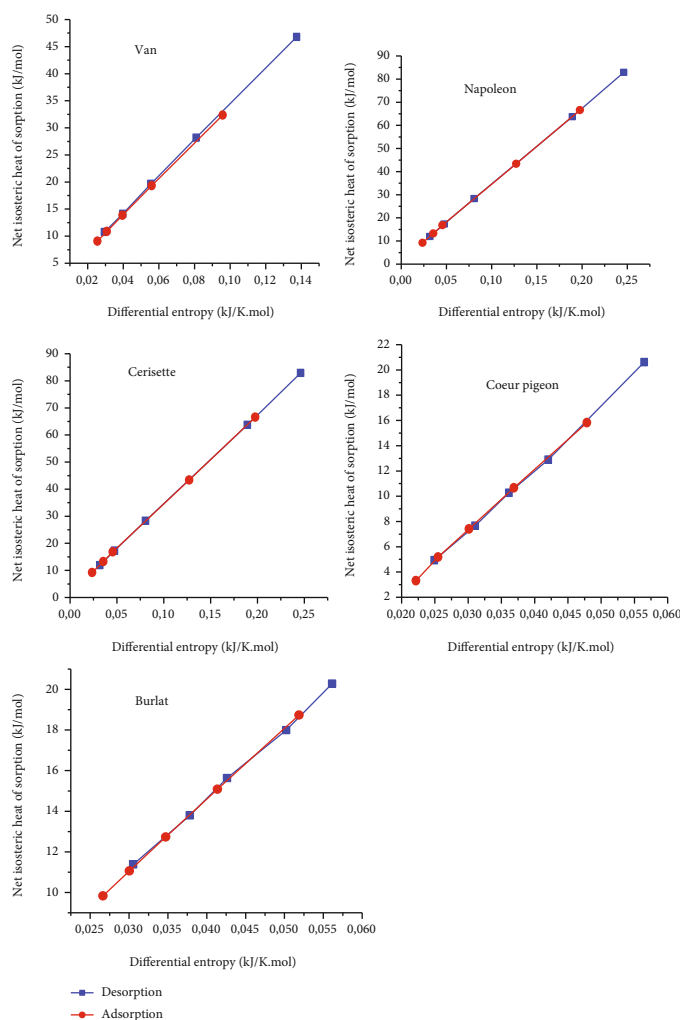 50
45
40
35
30
25
20
15
10
5
Net isosteric heat of sorption (kJ/mol)
Van
0,02 0,04 0,06 0,08 0,10 0,12 0,14
Differential entropy (kJ/K.mol)
90
80
70
60
50
40
30
20
10
0
Net isosteric heat of sorption (kJ/mol)
Napoleon
0,00 0,05 0,10 0,15 0,20 0,25
Differential entropy (kJ/K.mol)
90
80
70
60
50
40
30
20
10
0
Net isosteric heat of sorption (kJ/mol)
Cerisette
0,00 0,05 0,10 0,15 0,20 0,25
Differential entropy (kJ/K.mol)
22
20
18
16
14
12
10
8
6
4
2
Net isosteric heat of sorption (kJ/mol)
Coeur pigeon
0,020 0,025 0,030 0,035 0,040 0,045 0,050 0,055 0,060
Differential entropy (kJ/K.mol)
20
18
16
14
12
10
Net isosteric heat of sorption (kJ/mol)
Burlat
0,025 0,030 0,035 0,040 0,045 0,050 0,055 0,060
Differential entropy (kJ/K.mol)
Desorption
Adsorption